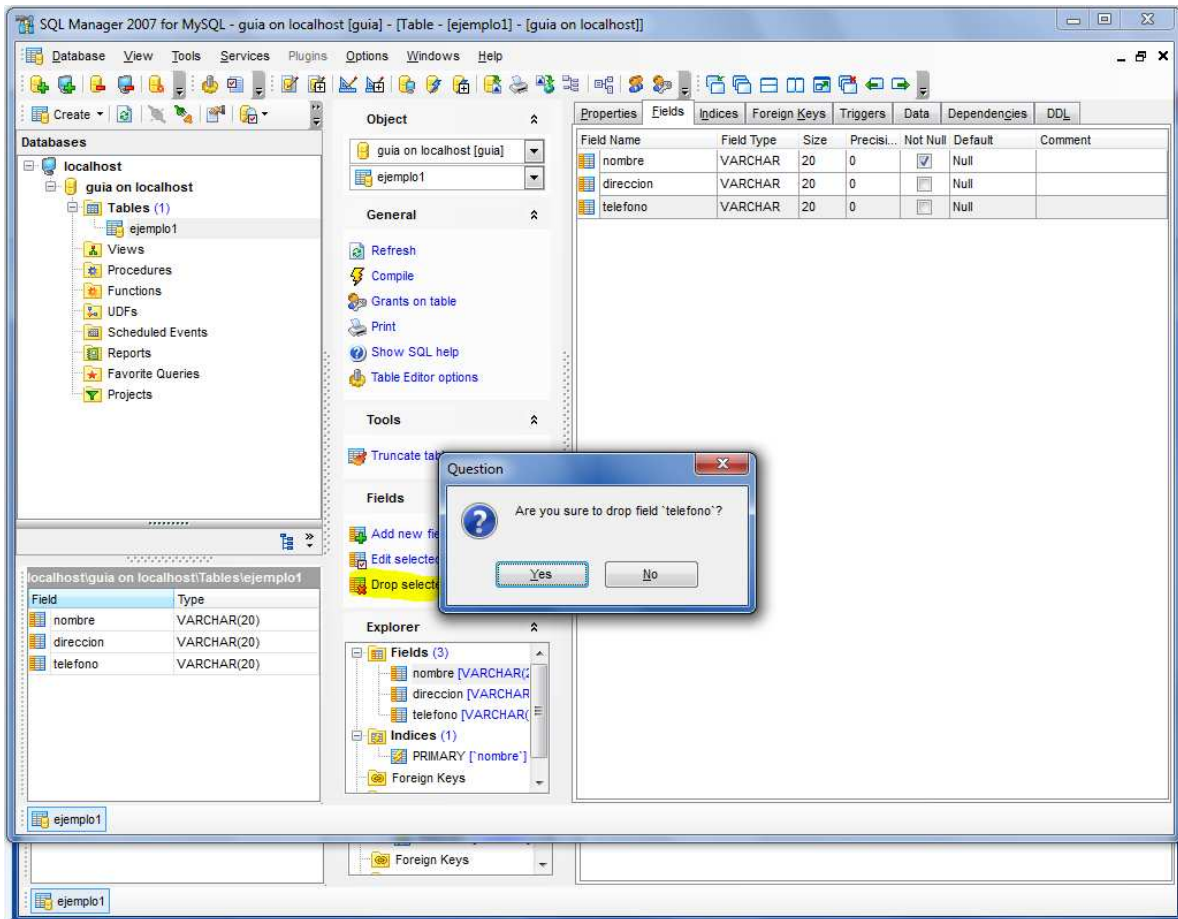 SQL Manager 2007 for MySQL - guia on localhost [guia] - [Table - [ejemplo1] - [guia on localhost]]
Database View Tools Services Plugins Options Windows Help
Create
Databases
localhost
guia on localhost
Tables (1)
ejemplo1
Views
Procedures
Functions
UDFs
Scheduled Events
Reports
Favorite Queries
Projects
localhost\guia on localhost\Tables\ejemplo1
Field Type
nombre VARCHAR(20)
direccion VARCHAR(20)
telefono VARCHAR(20)
Object
guia on localhost [guia]
ejemplo1
General
Refresh
Compile
Grants on table
Print
Show SQL help
Table Editor options
Tools
Truncate tab
Fields
Add new fie
Edit selected
Drop selecte
Explorer
Fields (3)
nombre [VARCHAR(2
direccion [VARCHAR
telefono [VARCHAR(
Indices (1)
PRIMARY [`nombre`]
Foreign Keys
Properties Fields Indices Foreign Keys Triggers Data Dependencies DDL
Field Name Field Type Size Precisi... Not Null Default Comment
nombre VARCHAR 20 0 Null
direccion VARCHAR 20 0 Null
telefono VARCHAR 20 0 Null
Question
Are you sure to drop field `telefono`?
Yes No
ejemplo1
Foreign Keys
ejemplo1